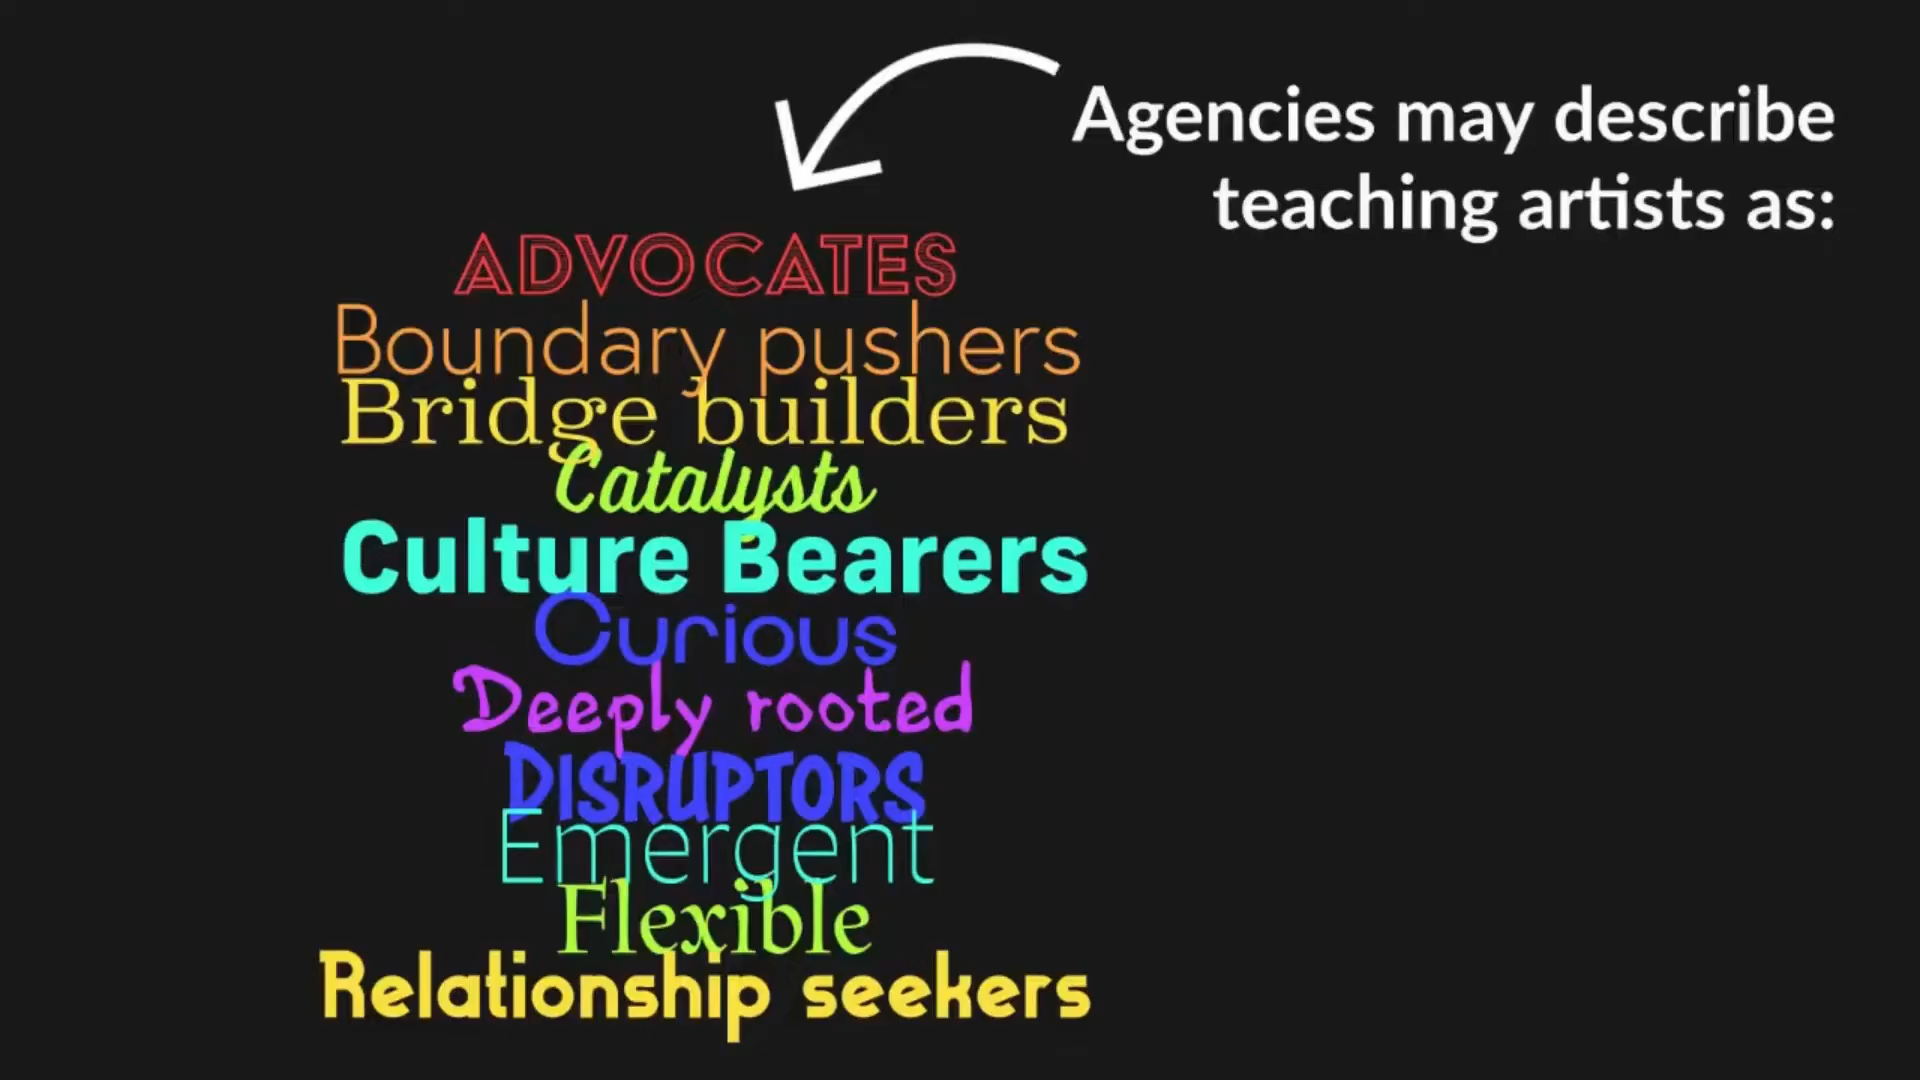 Agencies may describe
teaching artists as:
ADVOCATES
Boundary pushers
Bridge builders
Catalysts
Culture Bearers
Curious
Deeply rooted
DISRUPTORS
Emergent
Flexible
Relationship seekers